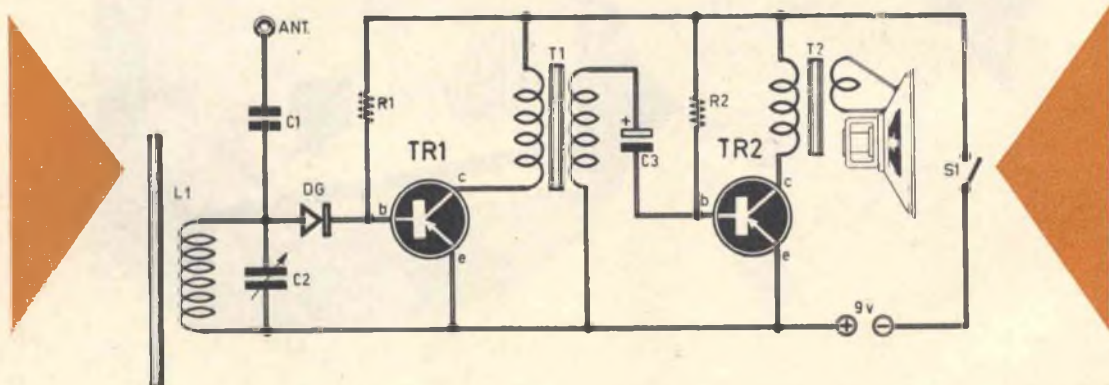 ANT.
C1
L1
C2
DG
R1
b
TR1
c
e
T1
+
C3
R2
b
TR2
c
e
T2
S1
9v
+
−